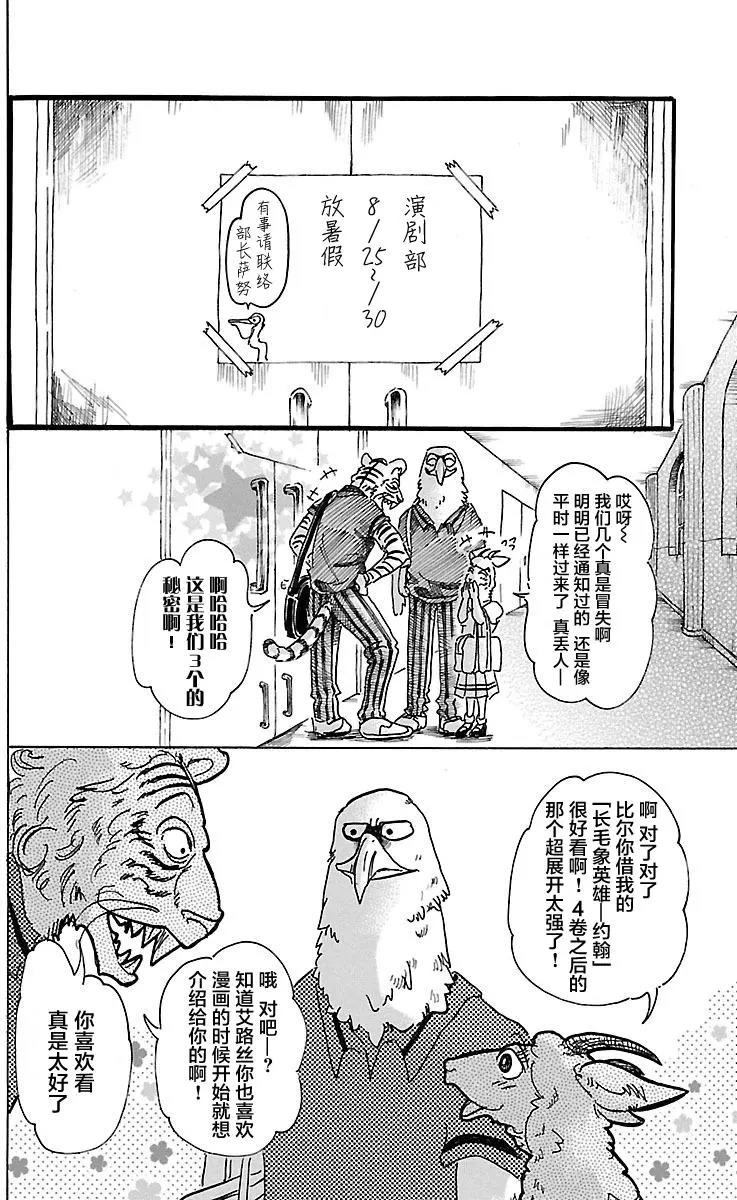 演剧部
8/25~/30
放暑假
有事请联络
部长萨努
哎呀~
我们几个真是冒失啊
明明已经通知过的 还是像
平时一样过来了 真丢人—
啊哈哈哈
这是我们3个的
秘密啊！
啊 对了对了
比尔你借我的
「长毛象英雄—约翰」
很好看啊！4卷之后的
那个超展开太强了！
哦 对吧—?
知道艾路丝你也喜欢
漫画的时候开始就想
介绍给你的啊！
你喜欢看
真是太好了